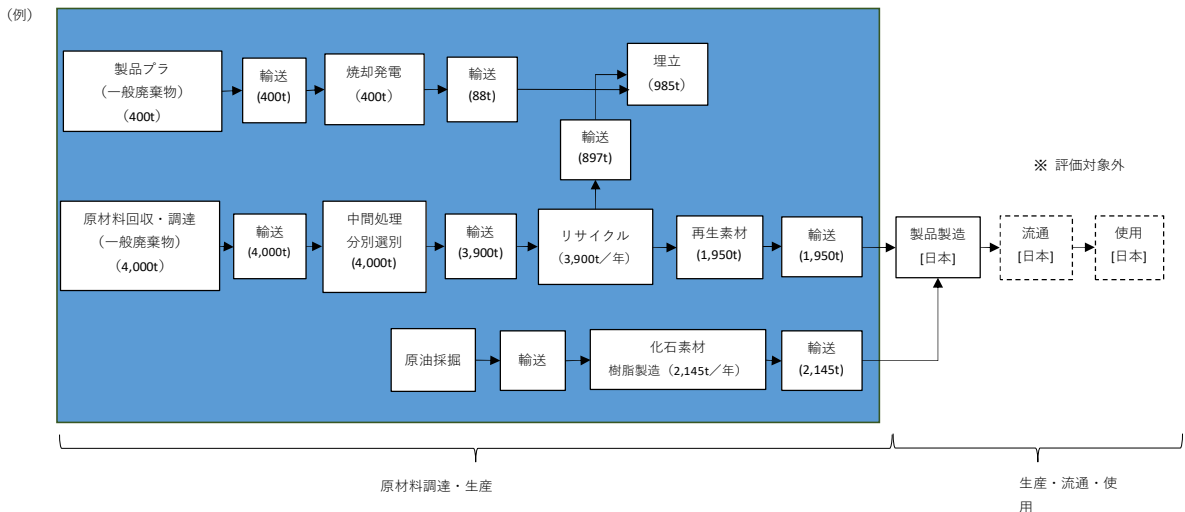 （例）
製品プラ
（一般廃棄物）
（400t）
輸送
(400t)
焼却発電
（400t）
輸送
(88t)
埋立
（985t）
輸送
(897t)
※ 評価対象外
原材料回収・調達
（一般廃棄物）
（4,000t）
輸送
(4,000t)
中間処理
分別選別
(4,000t)
輸送
(3,900t)
リサイクル
（3,900t／年）
再生素材
(1,950t)
輸送
(1,950t)
製品製造
[日本]
流通
[日本]
使用
[日本]
原油採掘
輸送
化石素材
樹脂製造（2,145t／年）
輸送
(2,145t)
原材料調達・生産
生産・流通・使
用